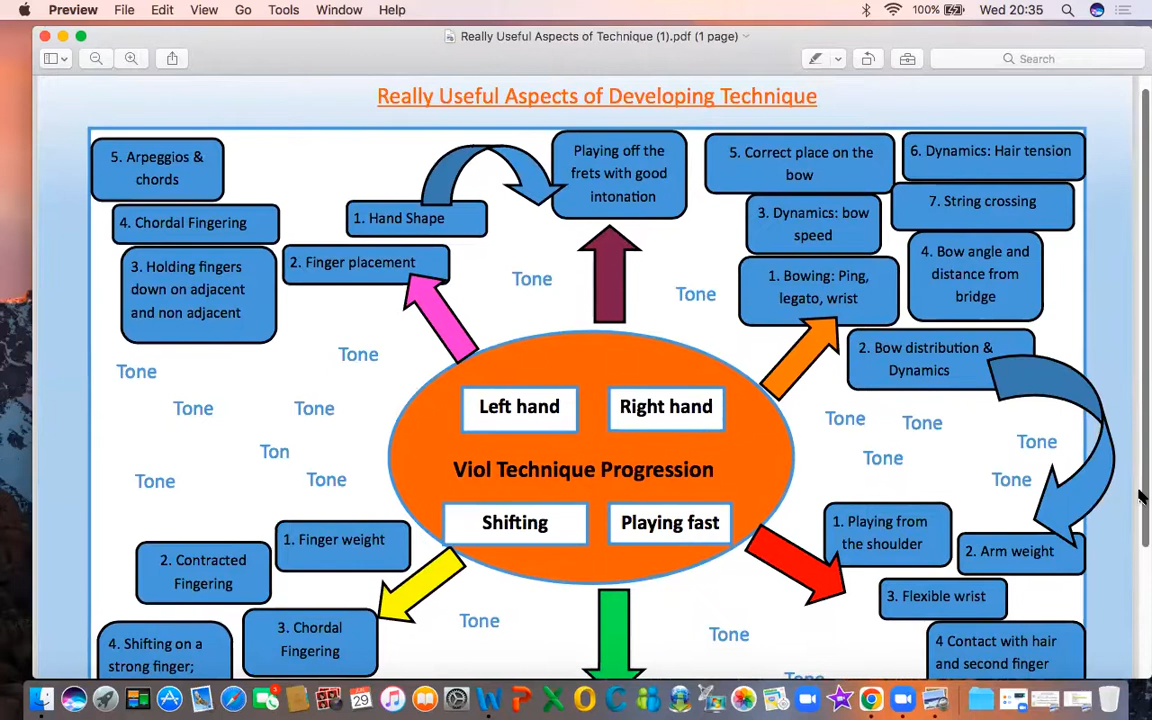 Preview File Edit View Go Tools Window Help 100% Wed 20:35
Really Useful Aspects of Technique (1).pdf (1 page)
Search
Really Useful Aspects of Developing Technique
5. Arpeggios &
chords
4. Chordal Fingering
3. Holding fingers
down on adjacent
and non adjacent
1. Hand Shape
2. Finger placement
Playing off the
frets with good
intonation
5. Correct place on the
bow
3. Dynamics: bow
speed
1. Bowing: Ping,
legato, wrist
6. Dynamics: Hair tension
7. String crossing
4. Bow angle and
distance from
bridge
2. Bow distribution &
Dynamics
Tone
Tone
Tone
Tone
Tone
Tone
Ton
Tone
Tone
Tone
Tone
Tone
Tone
Tone
Left hand
Right hand
Viol Technique Progression
Shifting
Playing fast
1. Finger weight
2. Contracted
Fingering
3. Chordal
Fingering
4. Shifting on a
strong finger;
1. Playing from
the shoulder
2. Arm weight
3. Flexible wrist
4 Contact with hair
and second finger
Tone
Tone
Tone
29